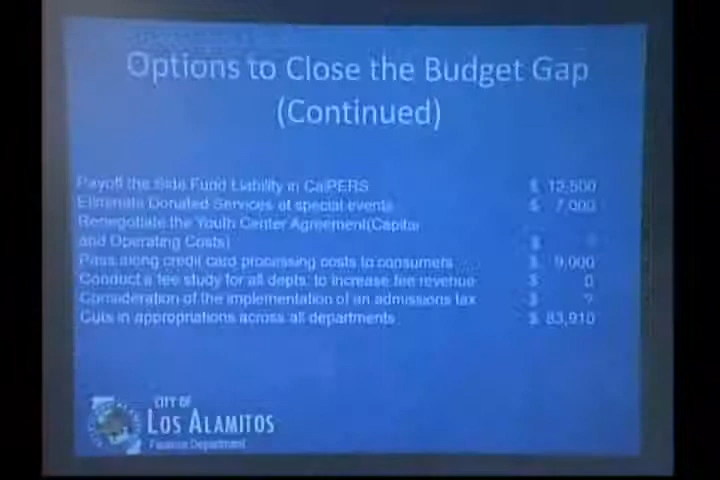 Options to Close the Budget Gap
(Continued)
Payoff the Side Fund Liability in CalPERS $ 12,500
Eliminate Donated Services at special events $ 7,000
Renegotiate the Youth Center Agreement(Capital
and Operating Costs) $
Pass along credit card processing costs to consumers $ 9,000
Conduct a fee study for all depts. to increase fee revenue $ 0
Consideration of the implementation of an admissions tax $ ?
Cuts in appropriations across all departments $ 83,910
CITY OF
LOS ALAMITOS
Finance Department